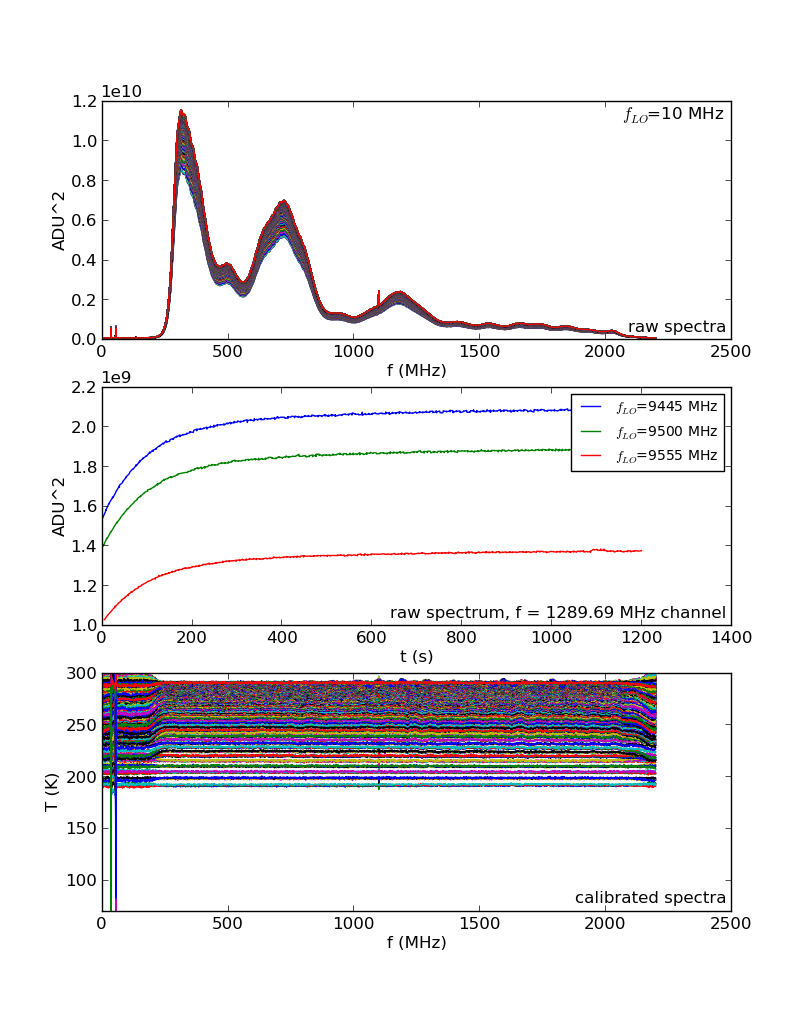 1e10
1.2
1.0
0.8
0.6
0.4
0.2
0.0
ADU^2
f_LO=10 MHz
raw spectra
0 500 1000 1500 2000 2500
f (MHz)
1e9
2.2
2.0
1.8
1.6
1.4
1.2
1.0
ADU^2
f_LO=9445 MHz
f_LO=9500 MHz
f_LO=9555 MHz
raw spectrum, f = 1289.69 MHz channel
0 200 400 600 800 1000 1200 1400
t (s)
300
250
200
150
100
T (K)
calibrated spectra
0 500 1000 1500 2000 2500
f (MHz)